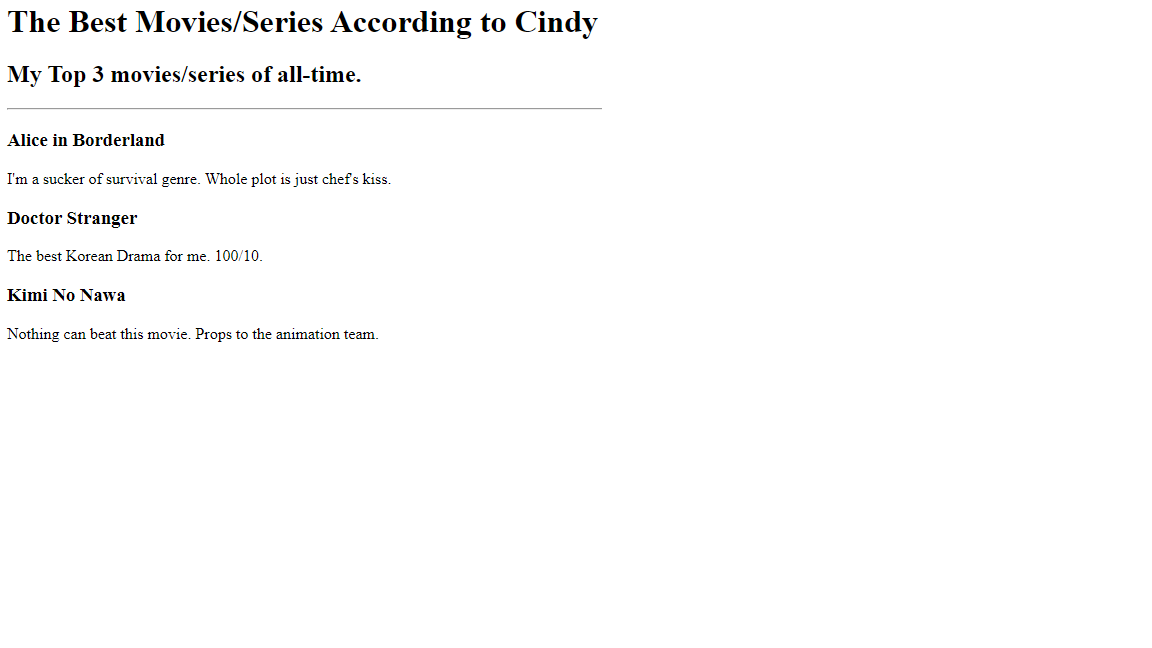 The Best Movies/Series According to Cindy
My Top 3 movies/series of all-time.
Alice in Borderland
I'm a sucker of survival genre. Whole plot is just chef's kiss.
Doctor Stranger
The best Korean Drama for me. 100/10.
Kimi No Nawa
Nothing can beat this movie. Props to the animation team.